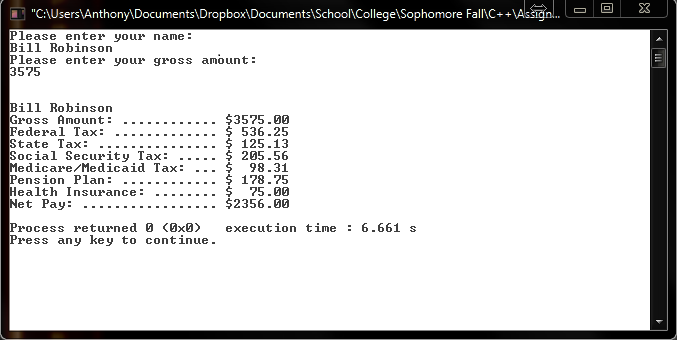 "C:\Users\Anthony\Documents\Dropbox\Documents\School\College\Sophomore Fall\C++\Assign...
Please enter your name:
Bill Robinson
Please enter your gross amount:
3575
Bill Robinson
Gross Amount: ............ $3575.00
Federal Tax: ............. $ 536.25
State Tax: ............... $ 125.13
Social Security Tax: ..... $ 205.56
Medicare/Medicaid Tax: ... $  98.31
Pension Plan: ............ $ 178.75
Health Insurance: ........ $  75.00
Net Pay: ................. $2356.00
Process returned 0 (0x0)   execution time : 6.661 s
Press any key to continue.